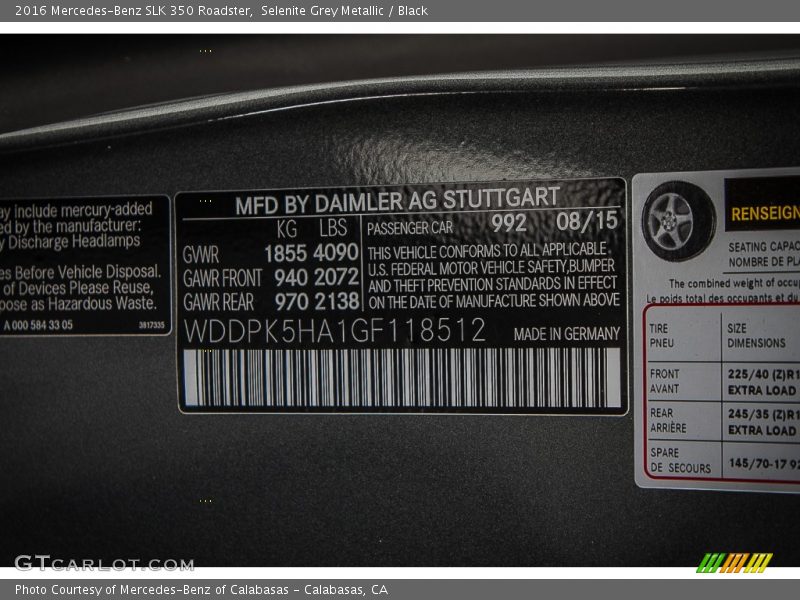 2016 Mercedes-Benz SLK 350 Roadster, Selenite Grey Metallic / Black
ay include mercury-added
ed by the manufacturer:
y Discharge Headlamps
es Before Vehicle Disposal.
of Devices Please Reuse,
pose as Hazardous Waste.
A 000 584 33 05 3817335
MFD BY DAIMLER AG STUTTGART
KG LBS
GVWR 1855 4090
GAWR FRONT 940 2072
GAWR REAR 970 2138
PASSENGER CAR 992 08/15
THIS VEHICLE CONFORMS TO ALL APPLICABLE
U.S. FEDERAL MOTOR VEHICLE SAFETY,BUMPER
AND THEFT PREVENTION STANDARDS IN EFFECT
ON THE DATE OF MANUFACTURE SHOWN ABOVE
WDDPK5HA1GF118512 MADE IN GERMANY
RENSEIGN
SEATING CAPAC
NOMBRE DE PLA
The combined weight of occup
Le poids total des occupants et du
TIRE SIZE
PNEU DIMENSIONS
FRONT 225/40 (Z)R1
AVANT EXTRA LOAD
REAR 245/35 (Z)R1
ARRIÈRE EXTRA LOAD
SPARE
DE SECOURS 145/70-17 92
GTCARLOT.COM
Photo Courtesy of Mercedes-Benz of Calabasas - Calabasas, CA